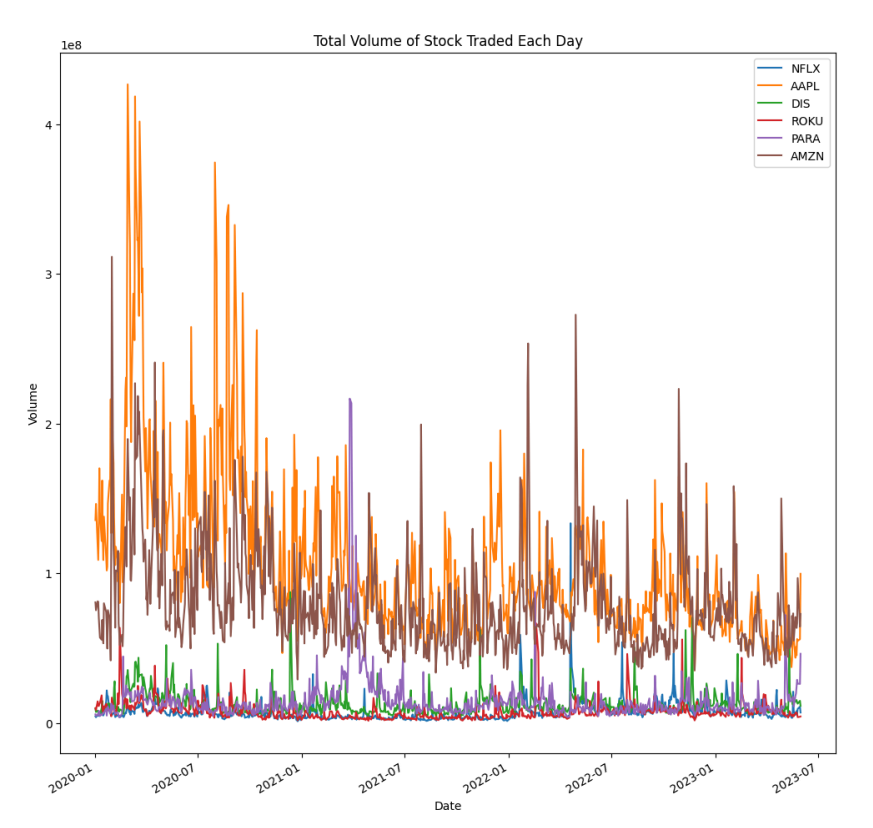 Total Volume of Stock Traded Each Day
1e8
NFLX
AAPL
DIS
ROKU
PARA
AMZN
4
3
2
1
0
Volume
2020-01
2020-07
2021-01
2021-07
2022-01
2022-07
2023-01
2023-07
Date